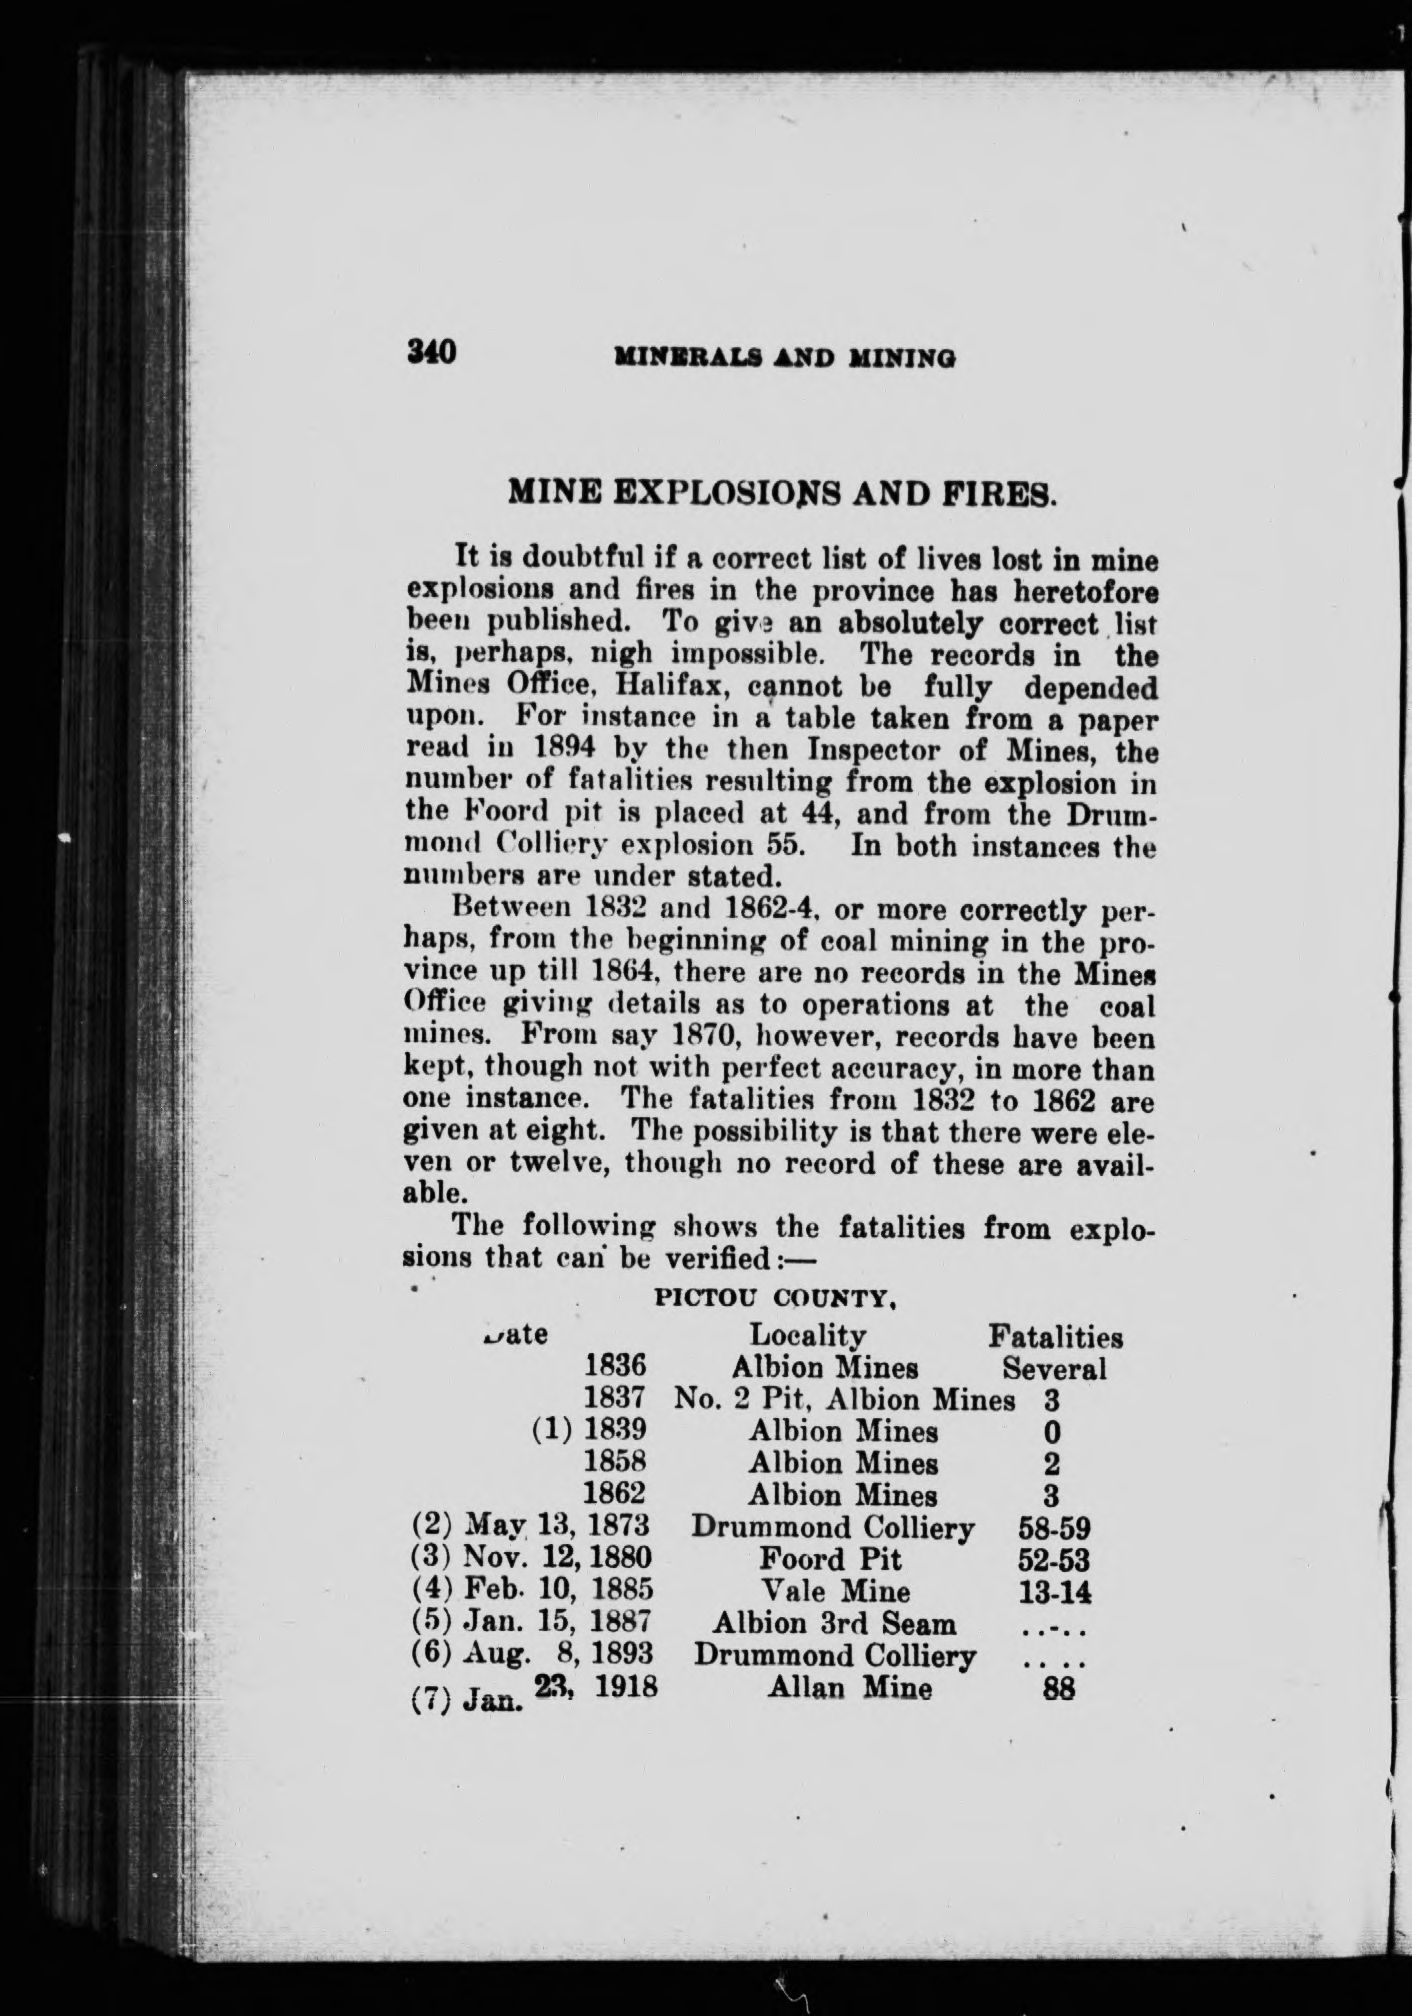 340 MINERALS AND MINING
MINE EXPLOSIONS AND FIRES.
It is doubtful if a correct list of lives lost in mine
explosions and fires in the province has heretofore
been published. To give an absolutely correct list
is, perhaps, nigh impossible. The records in the
Mines Office, Halifax, cannot be fully depended
upon. For instance in a table taken from a paper
read in 1894 by the then Inspector of Mines, the
number of fatalities resulting from the explosion in
the Foord pit is placed at 44, and from the Drum-
mond Colliery explosion 55. In both instances the
numbers are under stated.
Between 1832 and 1862-4, or more correctly per-
haps, from the beginning of coal mining in the pro-
vince up till 1864, there are no records in the Mines
Office giving details as to operations at the coal
mines. From say 1870, however, records have been
kept, though not with perfect accuracy, in more than
one instance. The fatalities from 1832 to 1862 are
given at eight. The possibility is that there were ele-
ven or twelve, though no record of these are avail-
able.
The following shows the fatalities from explo-
sions that can be verified:—
PICTOU COUNTY,
Date Locality Fatalities
1836 Albion Mines Several
1837 No. 2 Pit, Albion Mines 3
(1) 1839 Albion Mines 0
1858 Albion Mines 2
1862 Albion Mines 3
(2) May 13, 1873 Drummond Colliery 58-59
(3) Nov. 12, 1880 Foord Pit 52-53
(4) Feb. 10, 1885 Vale Mine 13-14
(5) Jan. 15, 1887 Albion 3rd Seam ..-..
(6) Aug. 8, 1893 Drummond Colliery .. ..
(7) Jan. 23, 1918 Allan Mine 88